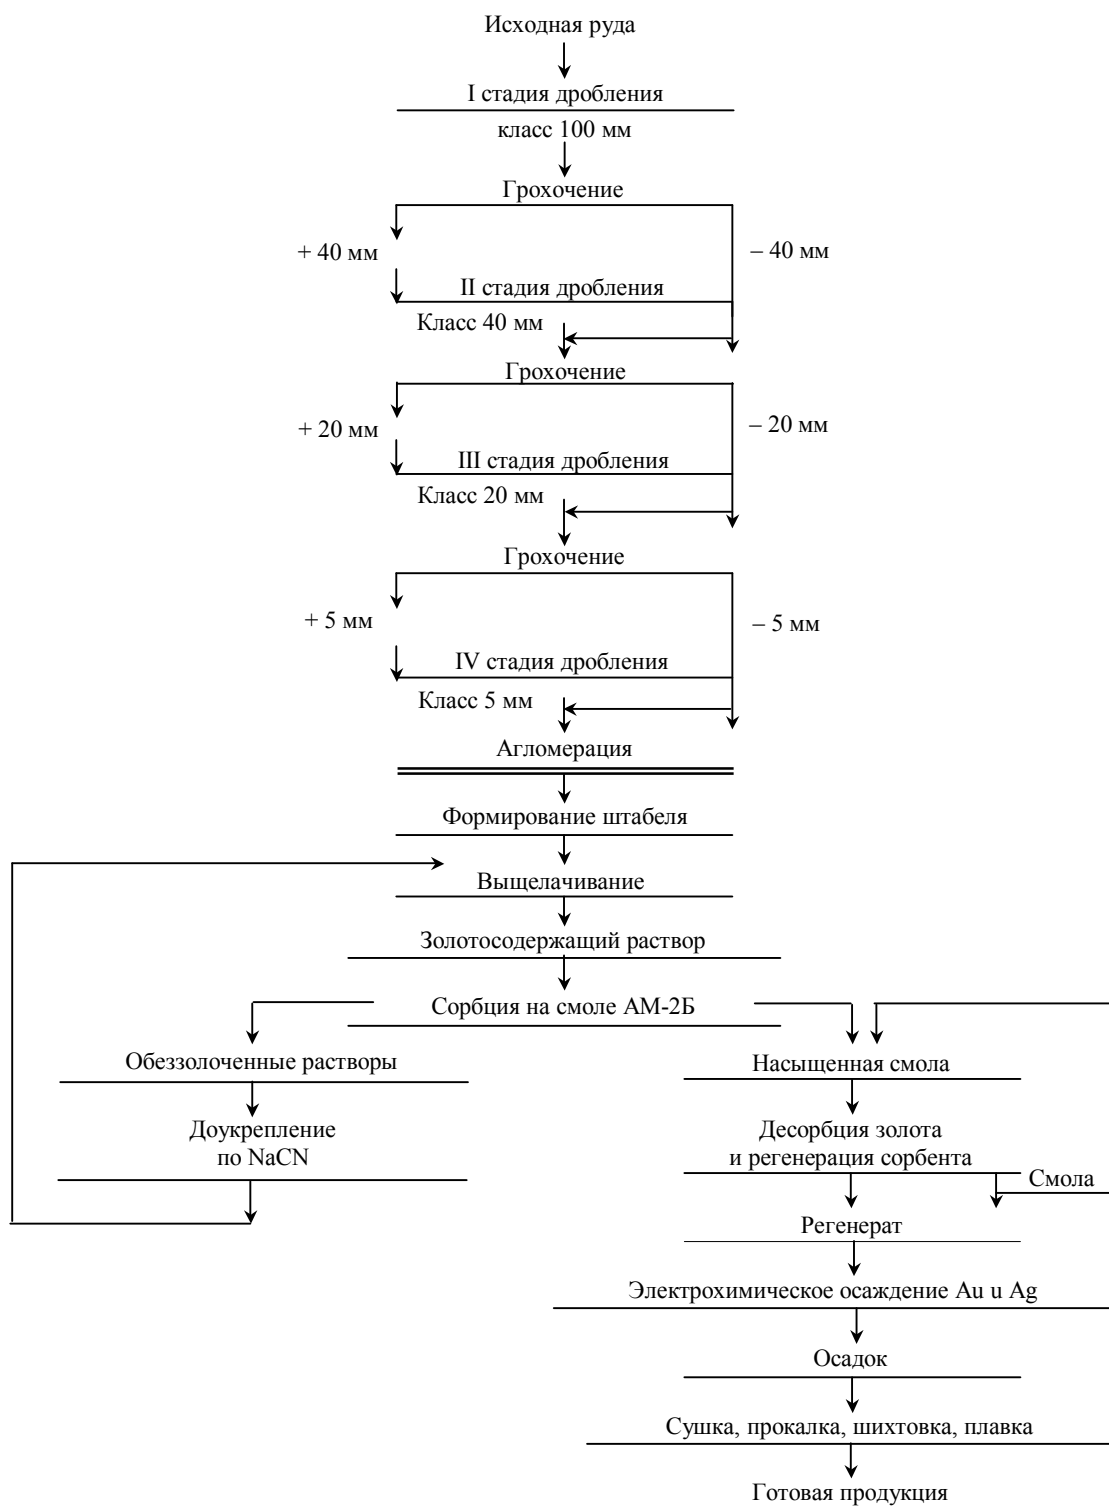 Исходная руда
I стадия дробления
класс 100 мм
Грохочение
+ 40 мм
– 40 мм
II стадия дробления
Класс 40 мм
Грохочение
+ 20 мм
– 20 мм
III стадия дробления
Класс 20 мм
Грохочение
+ 5 мм
– 5 мм
IV стадия дробления
Класс 5 мм
Агломерация
Формирование штабеля
Выщелачивание
Золотосодержащий раствор
Сорбция на смоле АМ-2Б
Обеззолоченные растворы
Насыщенная смола
Доукрепление
по NaCN
Десорбция золота
и регенерация сорбента
Смола
Регенерат
Электрохимическое осаждение Au u Ag
Осадок
Сушка, прокалка, шихтовка, плавка
Готовая продукция